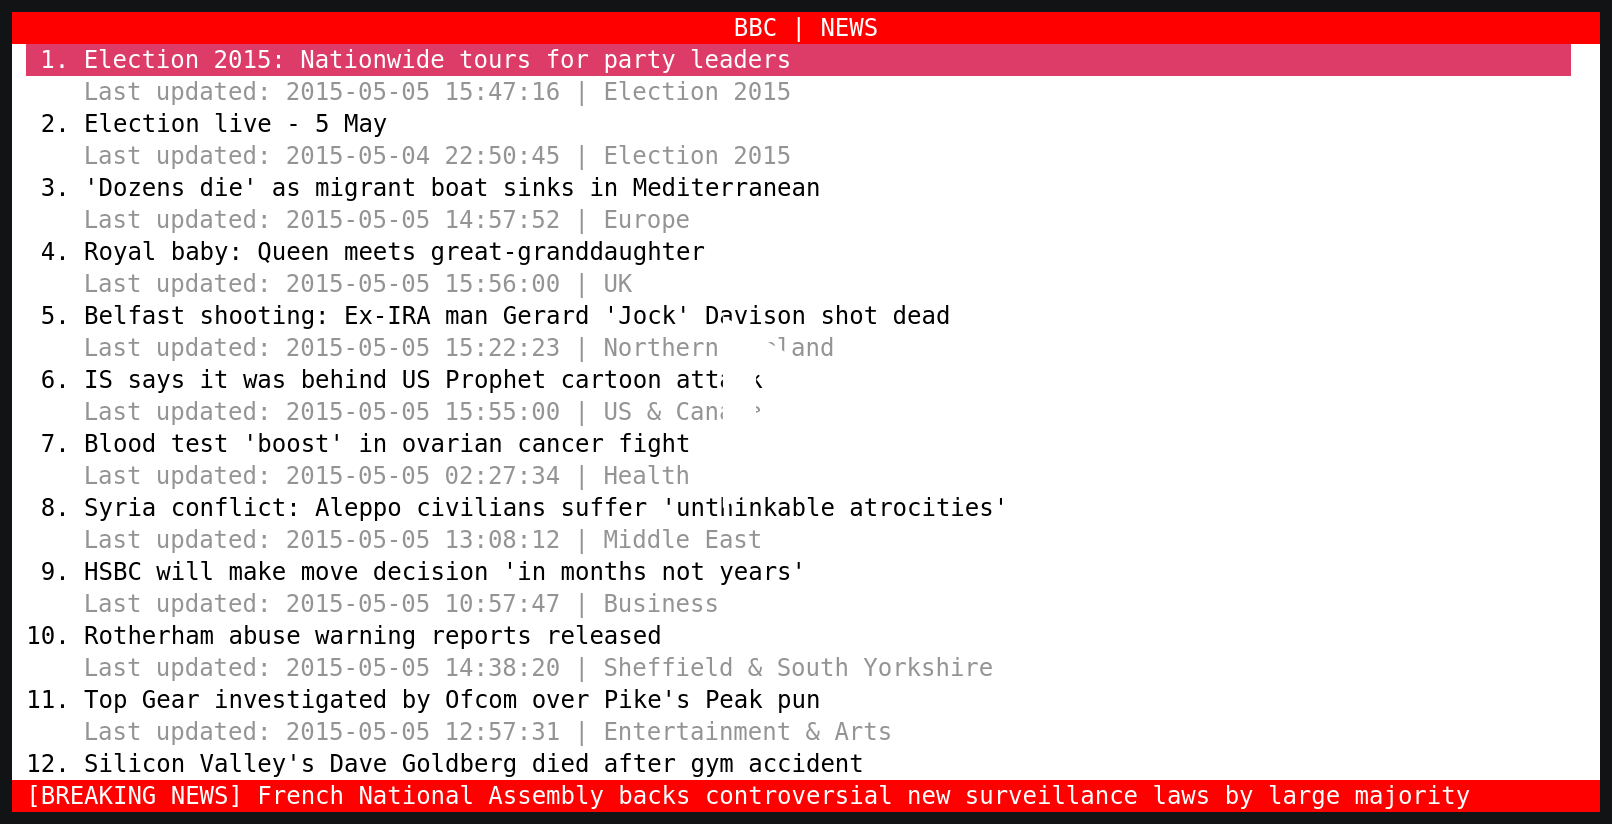 BBC | NEWS
1. Election 2015: Nationwide tours for party leaders
Last updated: 2015-05-05 15:47:16 | Election 2015
2. Election live - 5 May
Last updated: 2015-05-04 22:50:45 | Election 2015
3. 'Dozens die' as migrant boat sinks in Mediterranean
Last updated: 2015-05-05 14:57:52 | Europe
4. Royal baby: Queen meets great-granddaughter
Last updated: 2015-05-05 15:56:00 | UK
5. Belfast shooting: Ex-IRA man Gerard 'Jock' Davison shot dead
Last updated: 2015-05-05 15:22:23 | Northern
6. IS says it was behind US Prophet cartoon
Last updated: 2015-05-05 15:55:00 | US &
7. Blood test 'boost' in ovarian cancer fight
Last updated: 2015-05-05 02:27:34 | Health
8. Syria conflict: Aleppo civilians suffer 'unthinkable atrocities'
Last updated: 2015-05-05 13:08:12 | Middle East
9. HSBC will make move decision 'in months not years'
Last updated: 2015-05-05 10:57:47 | Business
10. Rotherham abuse warning reports released
Last updated: 2015-05-05 14:38:20 | Sheffield & South Yorkshire
11. Top Gear investigated by Ofcom over Pike's Peak pun
Last updated: 2015-05-05 12:57:31 | Entertainment & Arts
12. Silicon Valley's Dave Goldberg died after gym accident
[BREAKING NEWS] French National Assembly backs controversial new surveillance laws by large majority